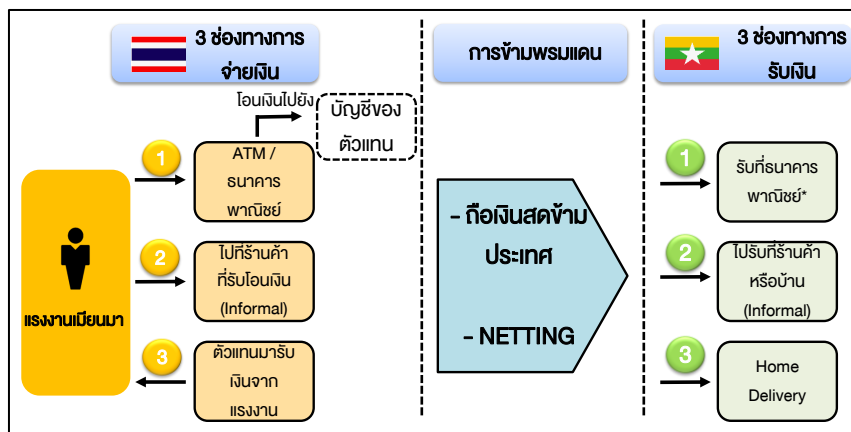 3 ช่องทางการ
จ่ายเงิน
การข้ามพรมแดน
3 ช่องทางการ
รับเงิน
โอนเงินไปยัง
บัญชีของ
ตัวแทน
แรงงานเมียนมา
1
ATM /
ธนาคาร
พาณิชย์
2
ไปที่ร้านค้า
ที่รับโอนเงิน
(Informal)
3
ตัวแทนมารับ
เงินจาก
แรงงาน
- ถือเงินสดข้าม
ประเทศ
- NETTING
1
รับที่ธนาคาร
พาณิชย์*
2
ไปรับที่ร้านค้า
หรือบ้าน
(Informal)
3
Home
Delivery